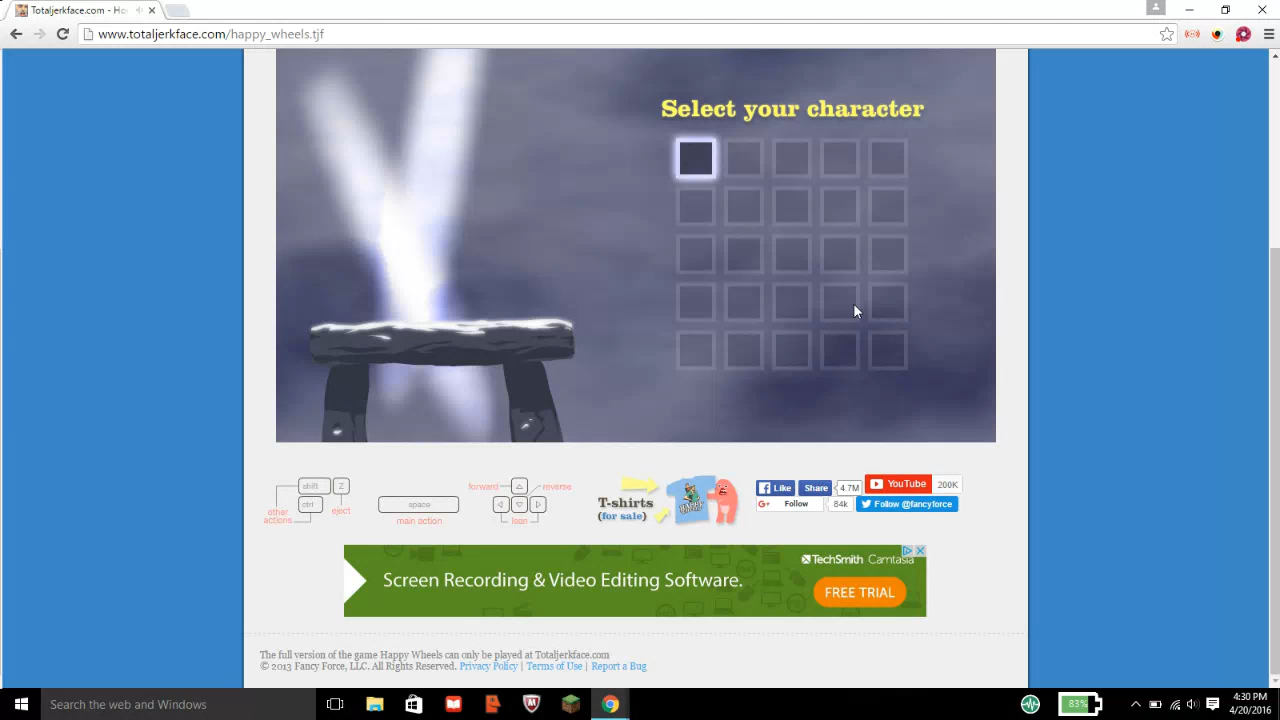 Totaljerkface.com - Ho
www.totaljerkface.com/happy_wheels.tjf
Select your character
shift
Z
ctrl
other
actions
eject
space
main action
forward
reverse
lean
T-shirts
(for sale)
Like
Share
4.7M
YouTube
200K
G+
Follow
84k
Follow @fancyforce
TechSmith Camtasia
Screen Recording & Video Editing Software.
FREE TRIAL
The full version of the game Happy Wheels can only be played at Totaljerkface.com
© 2013 Fancy Force, LLC. All Rights Reserved. Privacy Policy | Terms of Use | Report a Bug
Search the web and Windows
83%
4:30 PM
4/20/2016